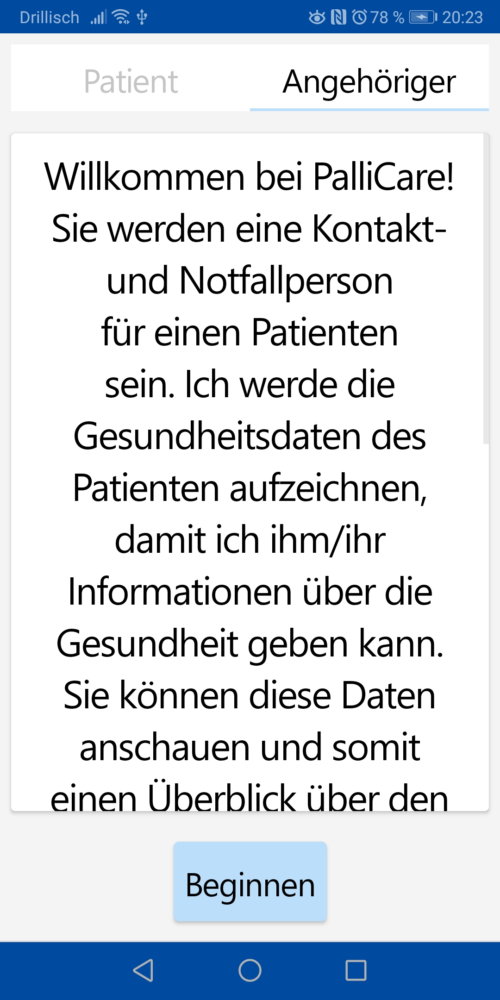 Drillisch 78 % 20:23
Patient Angehöriger
Willkommen bei PalliCare!
Sie werden eine Kontakt-
und Notfallperson
für einen Patienten
sein. Ich werde die
Gesundheitsdaten des
Patienten aufzeichnen,
damit ich ihm/ihr
Informationen über die
Gesundheit geben kann.
Sie können diese Daten
anschauen und somit
einen Überblick über den
Beginnen